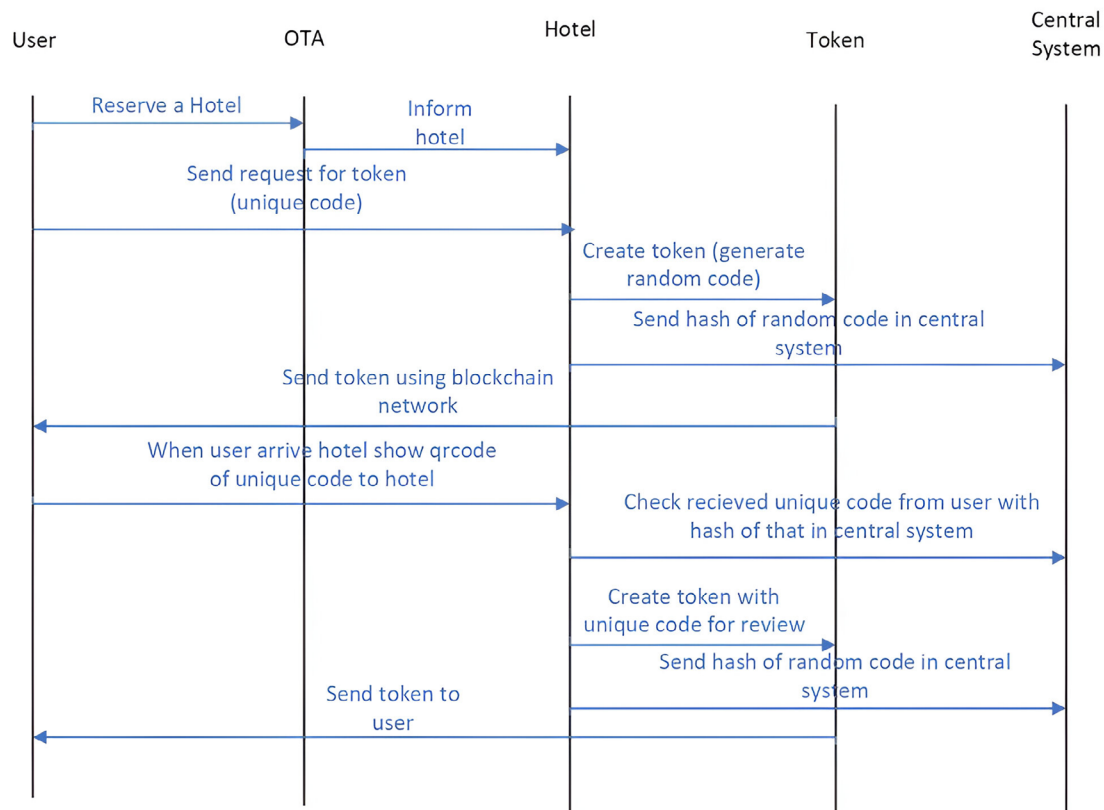 User
OTA
Hotel
Token
Central
System
Reserve a Hotel
Inform
hotel
Send request for token
(unique code)
Create token (generate
random code)
Send hash of random code in central
system
Send token using blockchain
network
When user arrive hotel show qrcode
of unique code to hotel
Check recieved unique code from user with
hash of that in central system
Create token with
unique code for review
Send hash of random code in central
system
Send token to
user